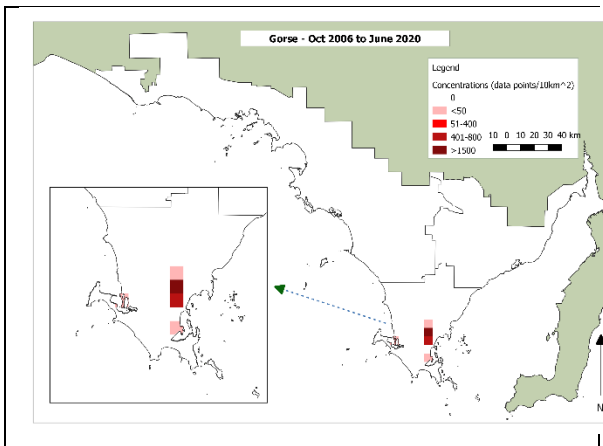 Gorse - Oct 2006 to June 2020
Legend
Concentrations (data points/10km^2)
0
<50
51-400
401-800
>1500
10 0 10 20 30 40 km
N